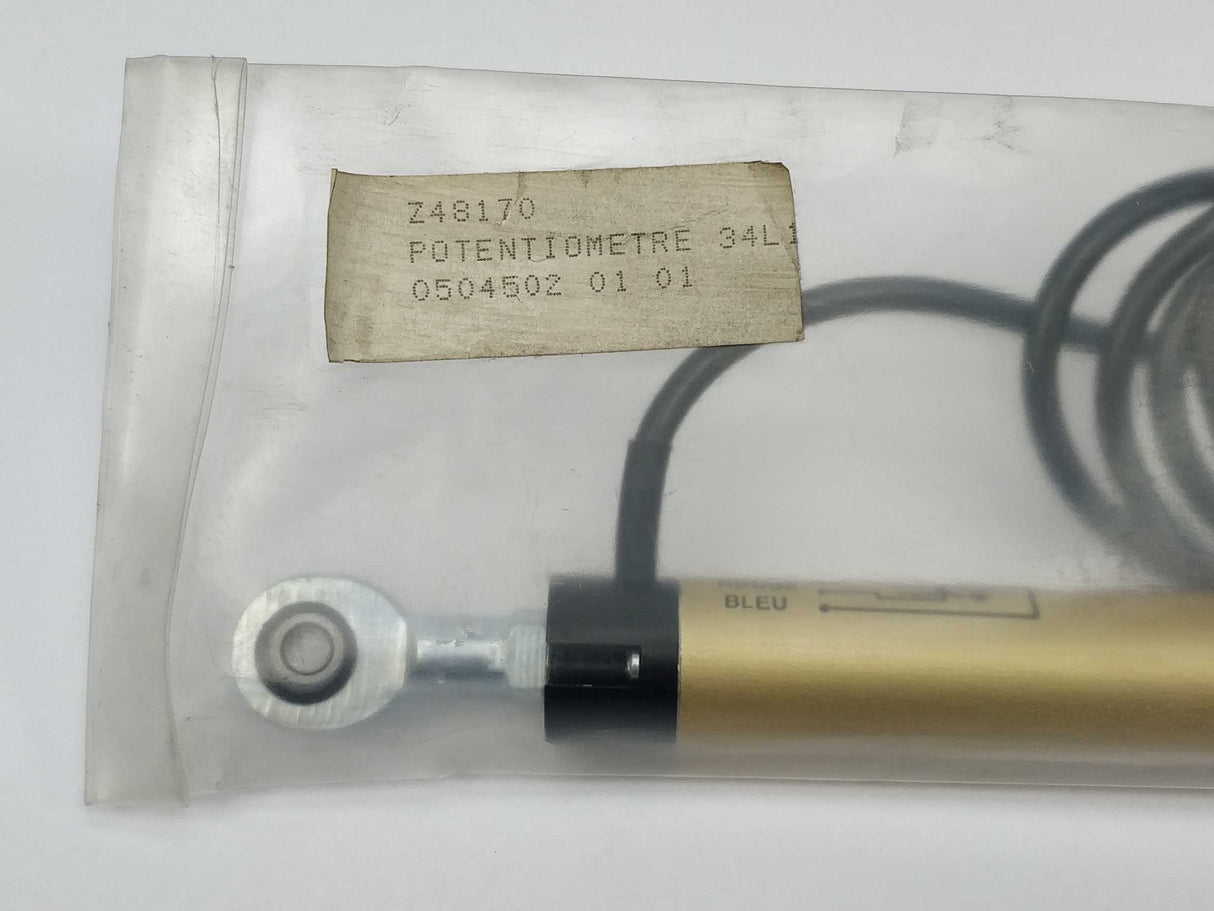 Z48170
POTENTIOMETRE 34L1
0504502 01 01
BLEU